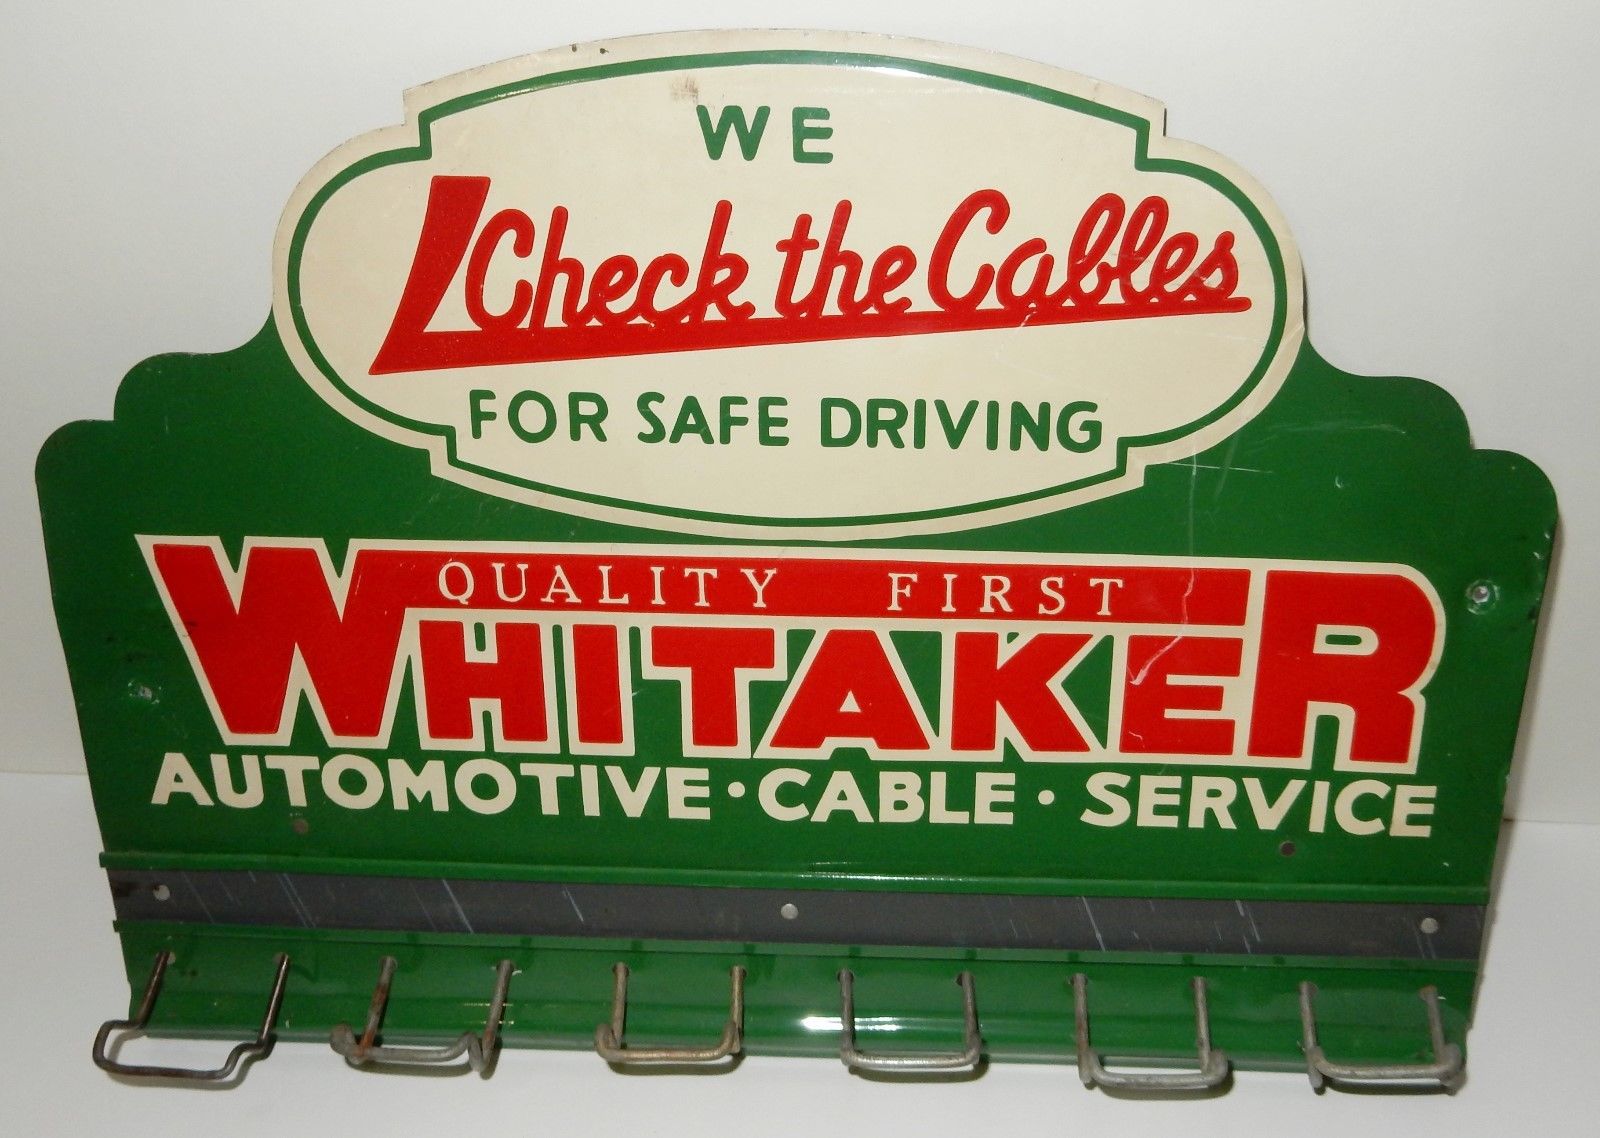 WE
Check the Cables
FOR SAFE DRIVING
QUALITY FIRST
WHITAKER
AUTOMOTIVE · CABLE · SERVICE